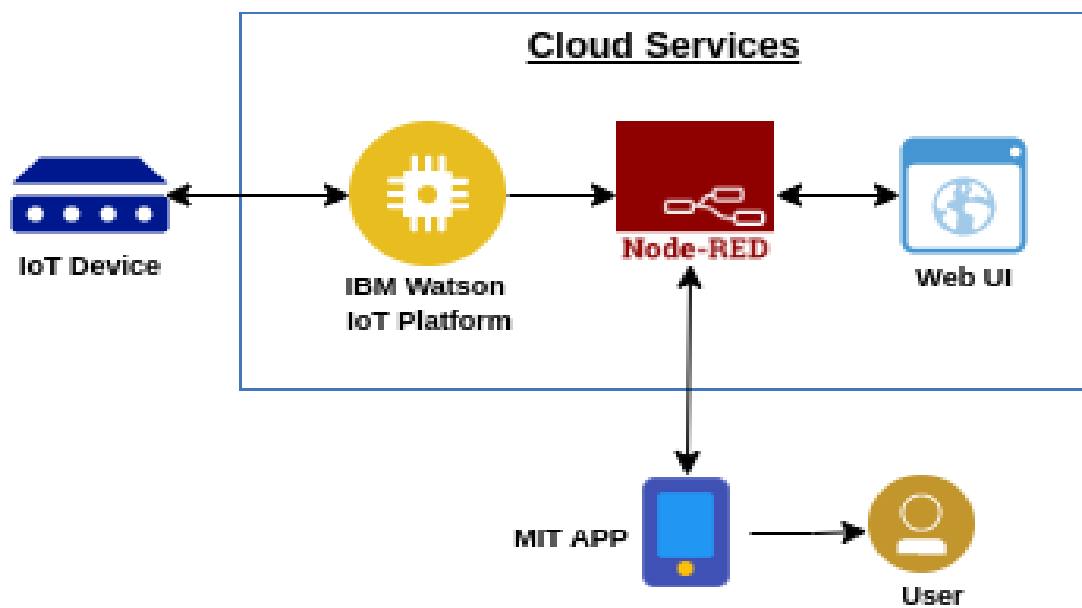 Cloud Services
Node-RED
IoT Device
Web UI
IBM Watson
IoT Platform
MIT APP
User